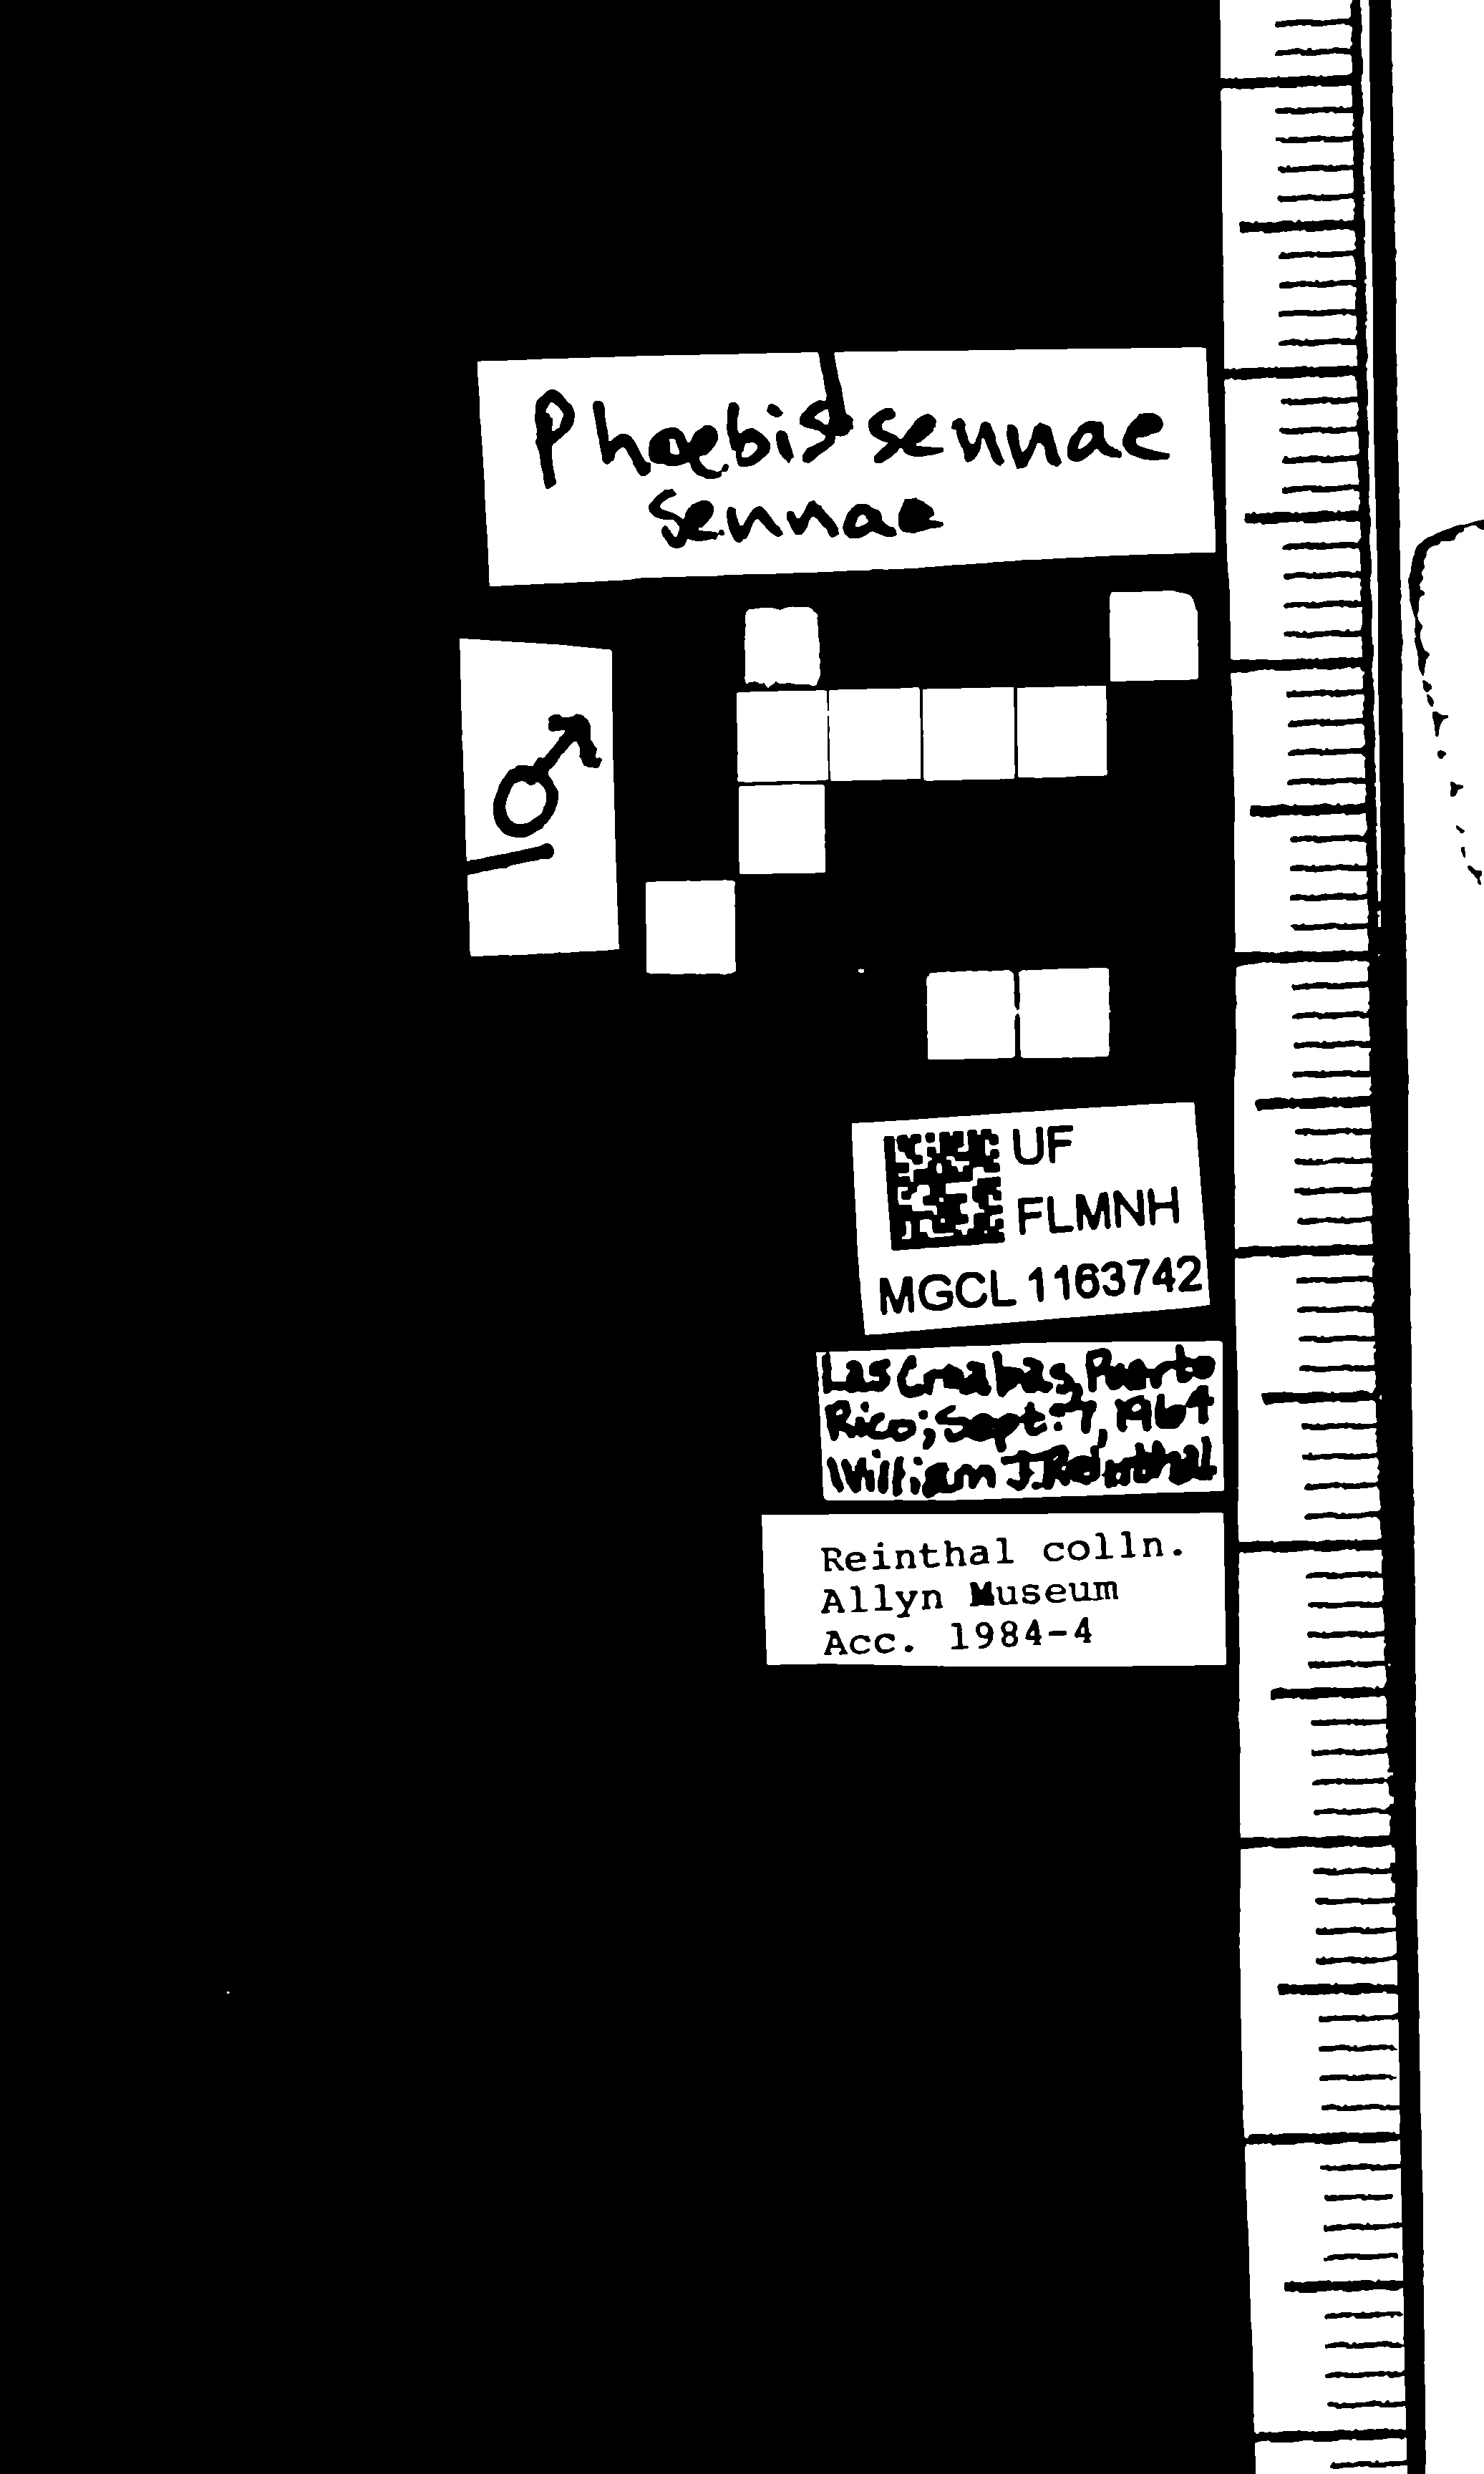 Phoebis sennae
sennae
♂
UF
FLMNH
MGCL 1163742
Las Croabas, Puerto
Rico; Sept. 7, 1964
William J. Reinthal
Reinthal colln.
Allyn Museum
Acc. 1984-4